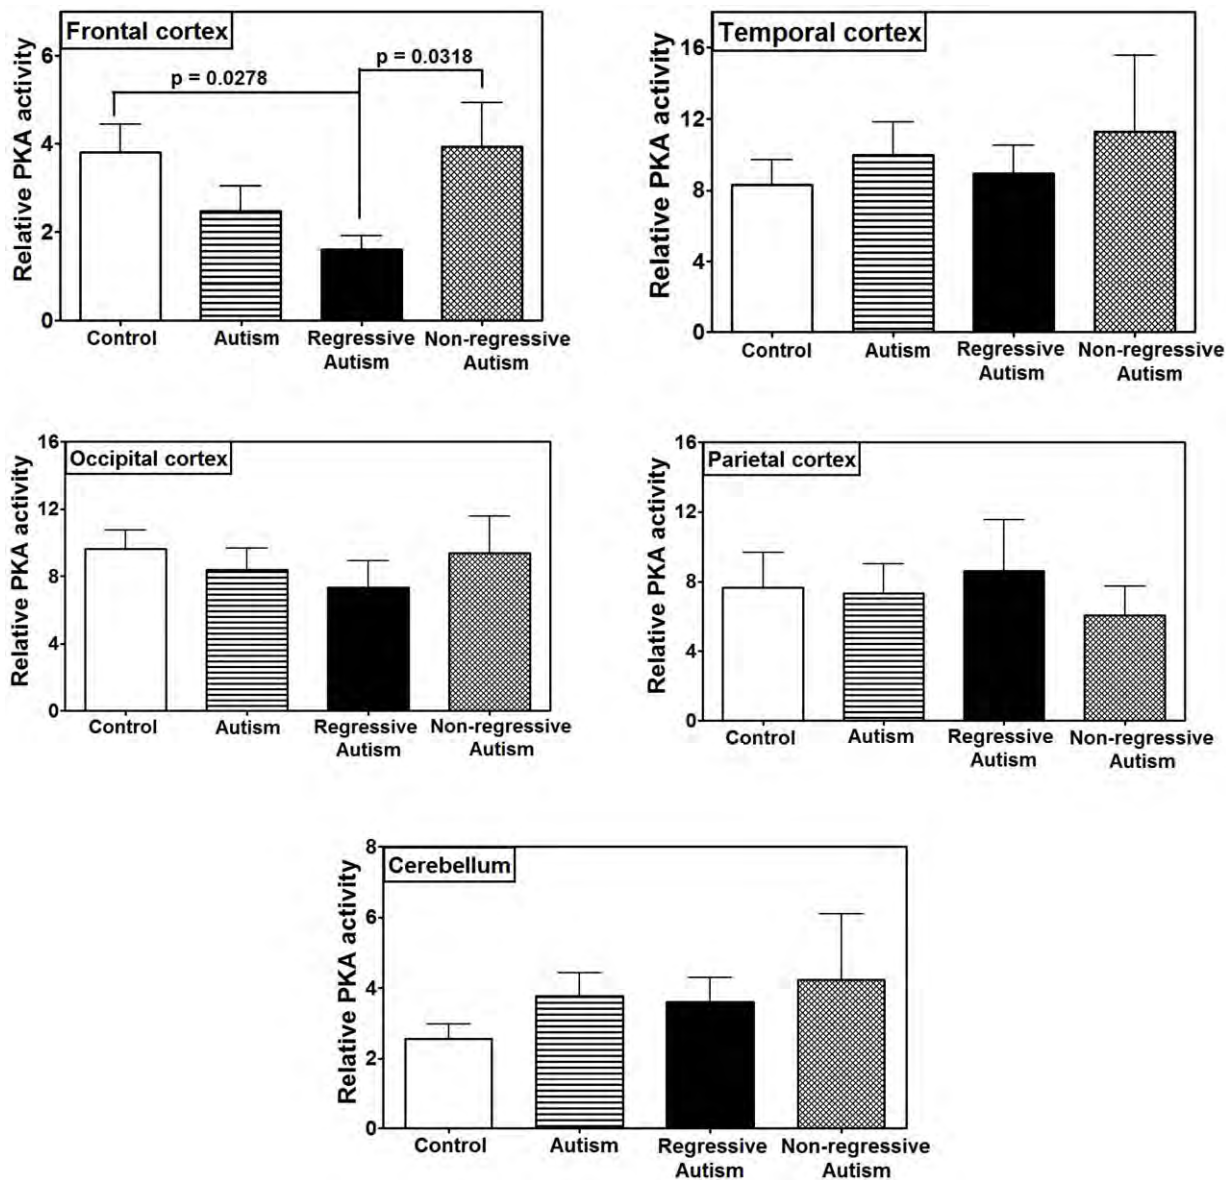 Frontal cortex
Relative PKA activity
6
4
2
0
p = 0.0278
p = 0.0318
Control
Autism
Regressive
Autism
Non-regressive
Autism
Temporal cortex
Relative PKA activity
16
12
8
4
0
Control
Autism
Regressive
Autism
Non-regressive
Autism
Occipital cortex
Relative PKA activity
16
12
8
4
0
Control
Autism
Regressive
Autism
Non-regressive
Autism
Parietal cortex
Relative PKA activity
16
12
8
4
0
Control
Autism
Regressive
Autism
Non-regressive
Autism
Cerebellum
Relative PKA activity
8
6
4
2
0
Control
Autism
Regressive
Autism
Non-regressive
Autism